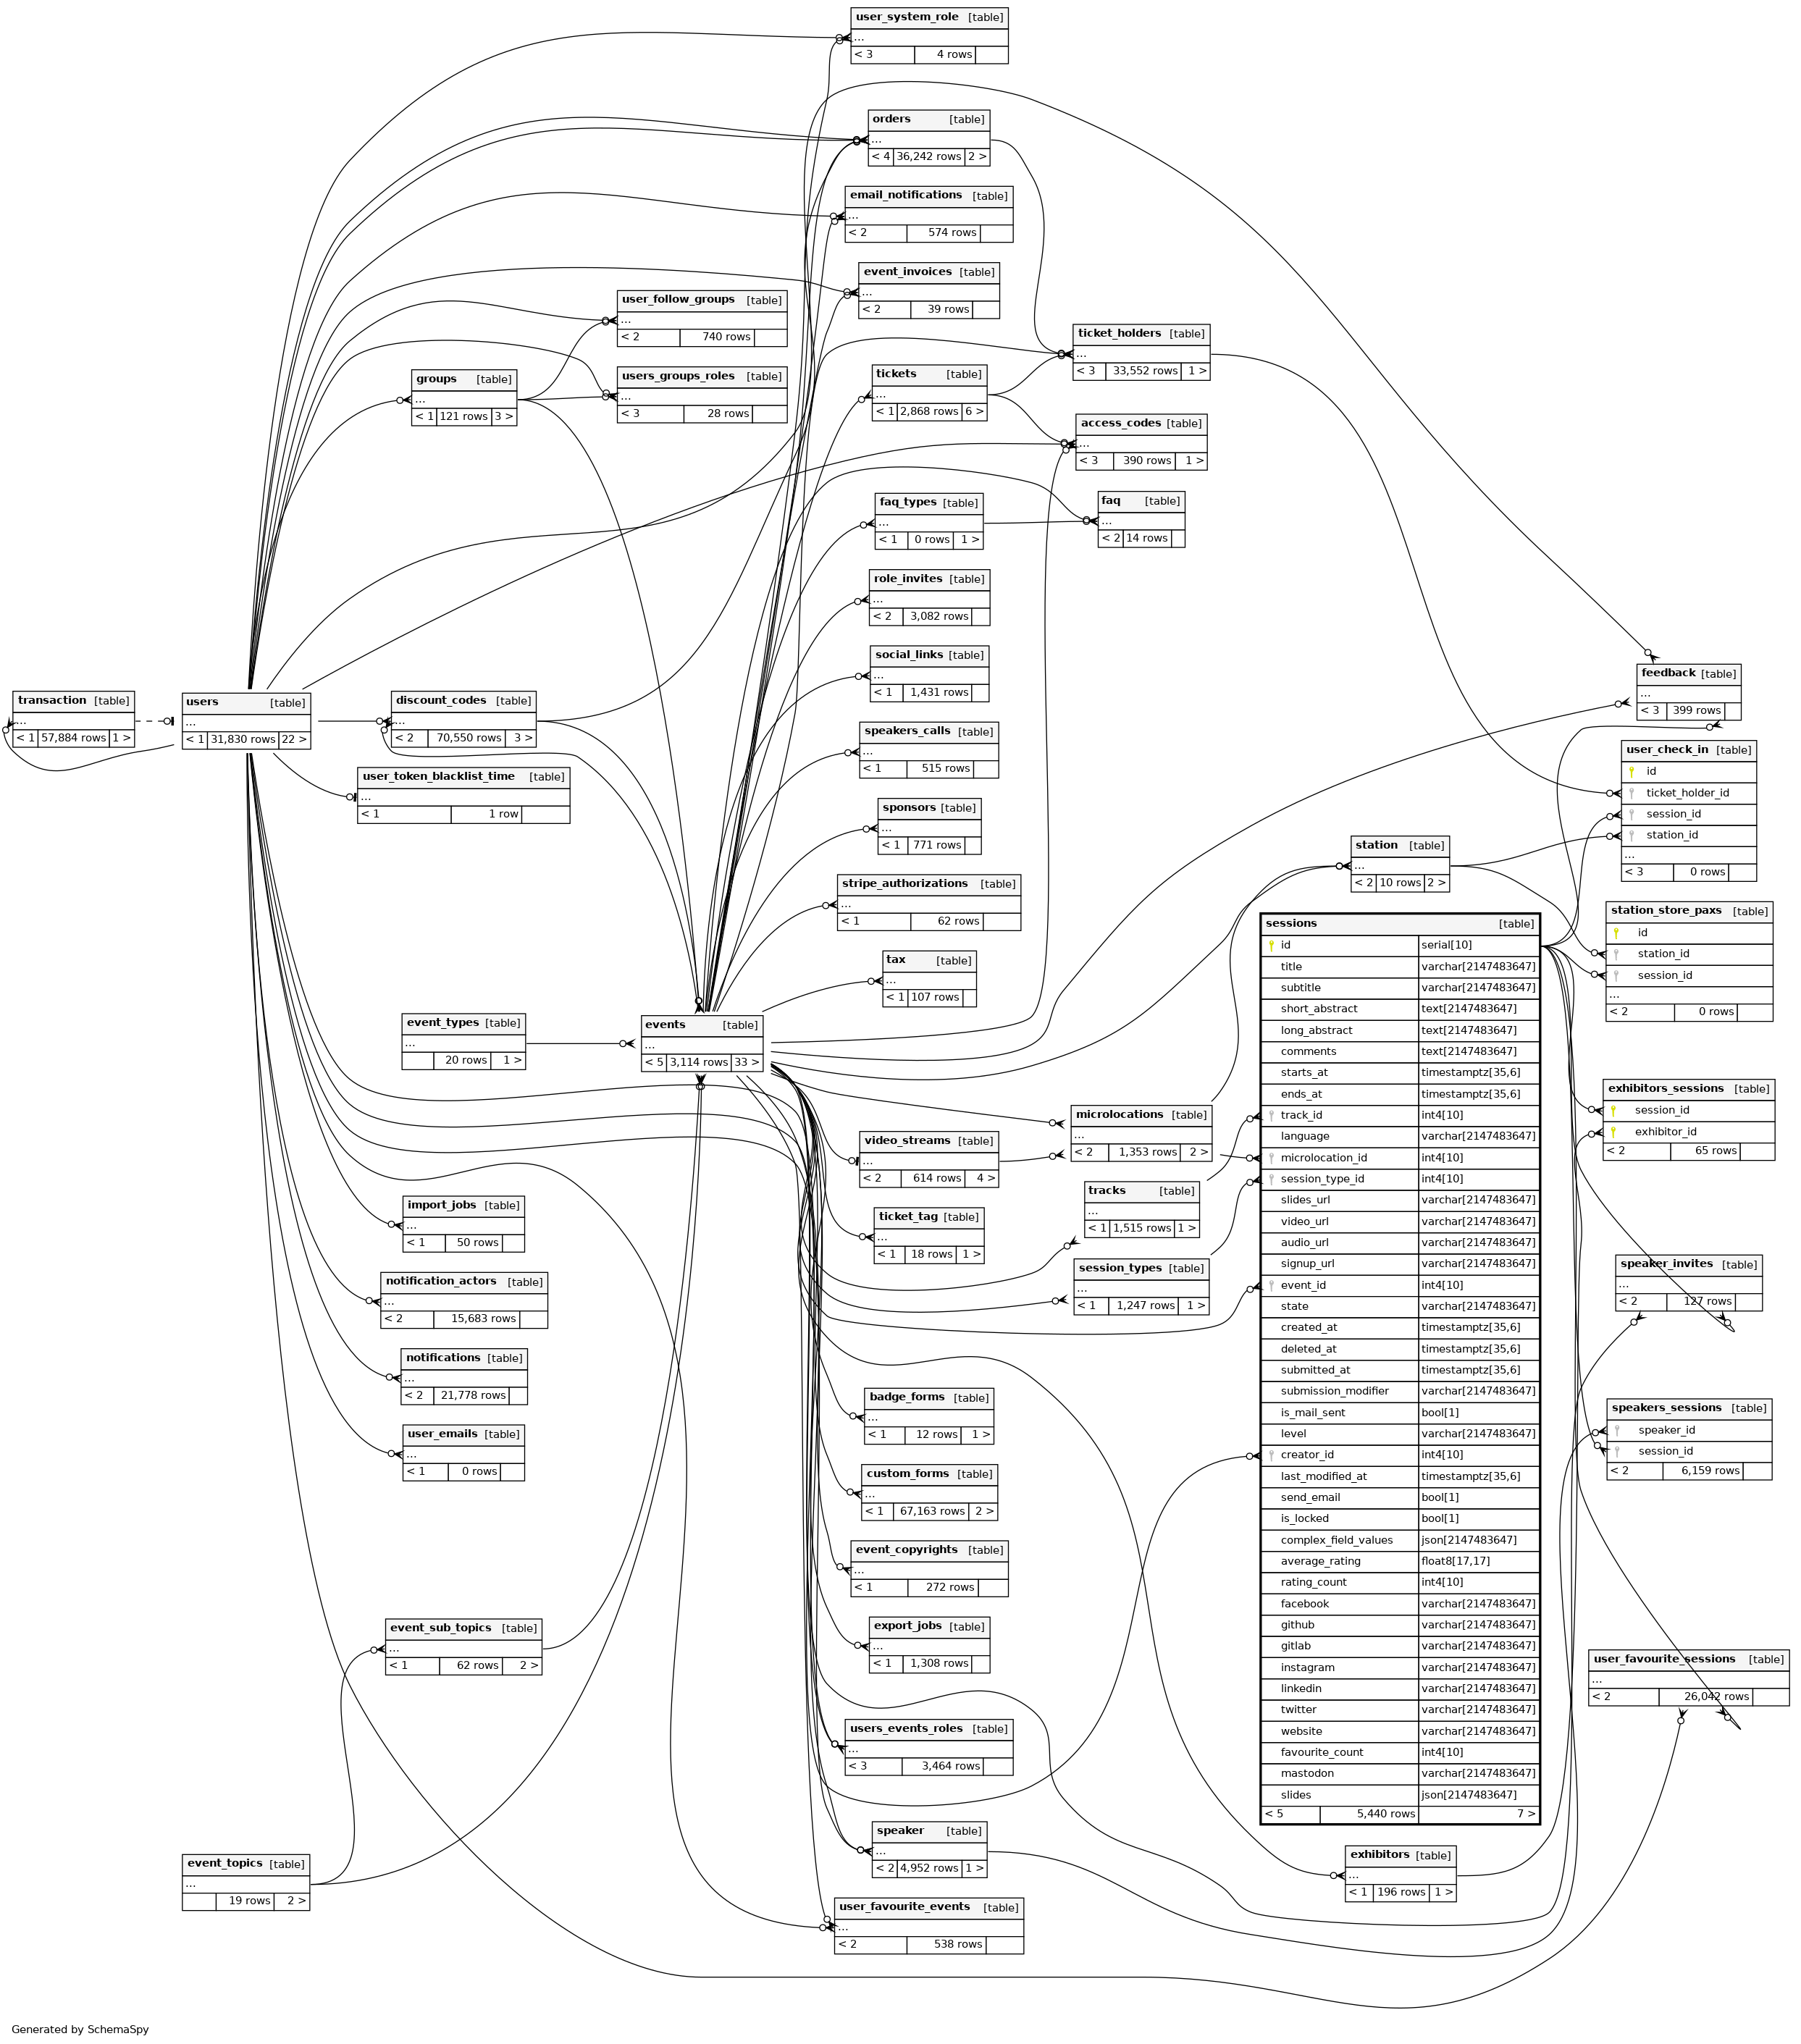 user_system_role [table]
...
< 3 4 rows
orders [table]
...
< 4 36,242 rows 2 >
email_notifications [table]
...
< 2 574 rows
event_invoices [table]
...
< 2 39 rows
user_follow_groups [table]
...
< 2 740 rows
ticket_holders [table]
...
< 3 33,552 rows 1 >
groups [table]
...
< 1 121 rows 3 >
users_groups_roles [table]
...
< 3 28 rows
tickets [table]
...
< 1 2,868 rows 6 >
access_codes [table]
...
< 3 390 rows 1 >
faq_types [table]
...
< 1 0 rows 1 >
faq [table]
...
< 2 14 rows
role_invites [table]
...
< 2 3,082 rows
social_links [table]
...
< 1 1,431 rows
feedback [table]
...
< 3 399 rows
transaction [table]
...
< 1 57,884 rows 1 >
users [table]
...
< 1 31,830 rows 22 >
discount_codes [table]
...
< 2 70,550 rows 3 >
speakers_calls [table]
...
< 1 515 rows
user_check_in [table]
id
ticket_holder_id
session_id
station_id
...
< 3 0 rows
user_token_blacklist_time [table]
...
< 1 1 row
sponsors [table]
...
< 1 771 rows
station [table]
...
< 2 10 rows 2 >
stripe_authorizations [table]
...
< 1 62 rows
station_store_paxs [table]
id
station_id
session_id
...
< 2 0 rows
sessions [table]
id serial[10]
title varchar[2147483647]
subtitle varchar[2147483647]
short_abstract text[2147483647]
long_abstract text[2147483647]
comments text[2147483647]
starts_at timestamptz[35,6]
ends_at timestamptz[35,6]
track_id int4[10]
language varchar[2147483647]
microlocation_id int4[10]
session_type_id int4[10]
slides_url varchar[2147483647]
video_url varchar[2147483647]
audio_url varchar[2147483647]
signup_url varchar[2147483647]
event_id int4[10]
state varchar[2147483647]
created_at timestamptz[35,6]
deleted_at timestamptz[35,6]
submitted_at timestamptz[35,6]
submission_modifier varchar[2147483647]
is_mail_sent bool[1]
level varchar[2147483647]
creator_id int4[10]
last_modified_at timestamptz[35,6]
send_email bool[1]
is_locked bool[1]
complex_field_values json[2147483647]
average_rating float8[17,17]
rating_count int4[10]
facebook varchar[2147483647]
github varchar[2147483647]
gitlab varchar[2147483647]
instagram varchar[2147483647]
linkedin varchar[2147483647]
twitter varchar[2147483647]
website varchar[2147483647]
favourite_count int4[10]
mastodon varchar[2147483647]
slides json[2147483647]
< 5 5,440 rows 7 >
tax [table]
...
< 1 107 rows
event_types [table]
...
20 rows 1 >
events [table]
...
< 5 3,114 rows 33 >
exhibitors_sessions [table]
session_id
exhibitor_id
< 2 65 rows
microlocations [table]
...
< 2 1,353 rows 2 >
video_streams [table]
...
< 2 614 rows 4 >
tracks [table]
...
< 1 1,515 rows 1 >
import_jobs [table]
...
< 1 50 rows
ticket_tag [table]
...
< 1 18 rows 1 >
session_types [table]
...
< 1 1,247 rows 1 >
speaker_invites [table]
...
< 2 127 rows
notification_actors [table]
...
< 2 15,683 rows
notifications [table]
...
< 2 21,778 rows
badge_forms [table]
...
< 1 12 rows 1 >
speakers_sessions [table]
speaker_id
session_id
< 2 6,159 rows
user_emails [table]
...
< 1 0 rows
custom_forms [table]
...
< 1 67,163 rows 2 >
event_copyrights [table]
...
< 1 272 rows
event_sub_topics [table]
...
< 1 62 rows 2 >
export_jobs [table]
...
< 1 1,308 rows
user_favourite_sessions [table]
...
< 2 26,042 rows
users_events_roles [table]
...
< 3 3,464 rows
speaker [table]
...
< 2 4,952 rows 1 >
exhibitors [table]
...
< 1 196 rows 1 >
event_topics [table]
...
19 rows 2 >
user_favourite_events [table]
...
< 2 538 rows
Generated by SchemaSpy